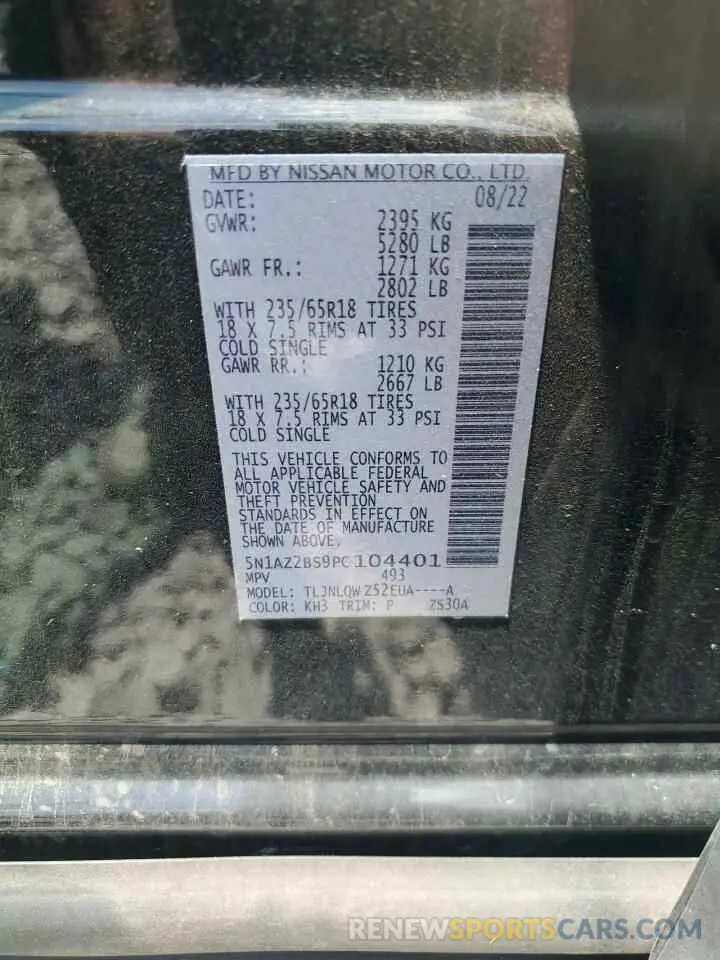 MFD BY NISSAN MOTOR CO., LTD.
DATE: 08/22
GVWR: 2395 KG
5280 LB
GAWR FR.: 1271 KG
2802 LB
WITH 235/65R18 TIRES
18 X 7.5 RIMS AT 33 PSI
COLD SINGLE
GAWR RR.: 1210 KG
2667 LB
WITH 235/65R18 TIRES
18 X 7.5 RIMS AT 33 PSI
COLD SINGLE
THIS VEHICLE CONFORMS TO
ALL APPLICABLE FEDERAL
MOTOR VEHICLE SAFETY AND
THEFT PREVENTION
STANDARDS IN EFFECT ON
THE DATE OF MANUFACTURE
SHOWN ABOVE.
5N1AZ2BS9PC104401
MPV 493
MODEL: TLJNLQW Z52EUA----A
COLOR: KH3 TRIM: P ZS30A
RENEWSPORTSCARS.COM